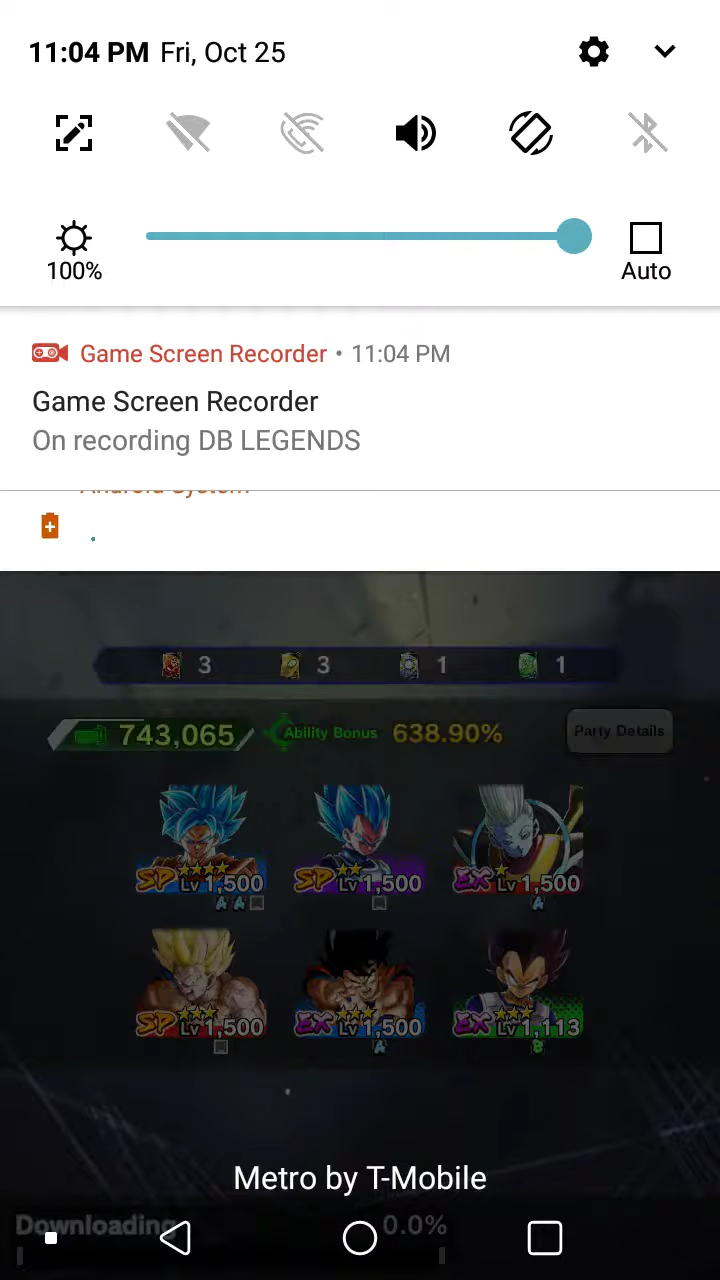 11:04 PM Fri, Oct 25
100%
Auto
Game Screen Recorder • 11:04 PM
Game Screen Recorder
On recording DB LEGENDS
Android System
3 3 1 1
743,065 Ability Bonus 638.90% Party Details
SP Lv 1,500 SP Lv 1,500 EX Lv 1,500
A A A
SP Lv 1,500 EX Lv 1,500 EX Lv 1,113
A B
Metro by T-Mobile
Downloading 0.0%